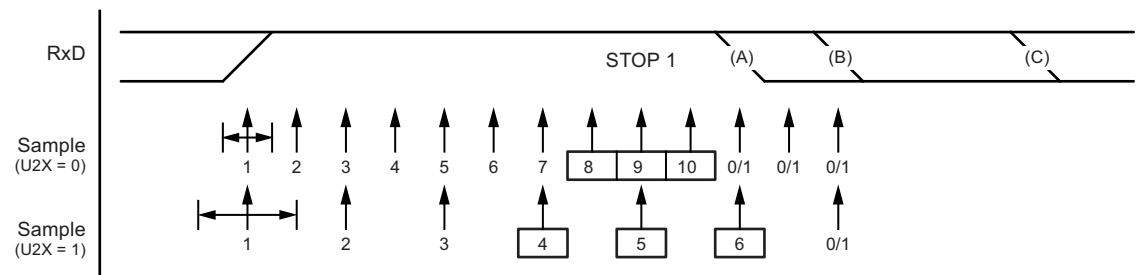 RxD STOP 1 (A) (B) (C)
Sample
(U2X = 0)
1 2 3 4 5 6 7 8 9 10 0/1 0/1 0/1
Sample
(U2X = 1)
1 2 3 4 5 6 0/1